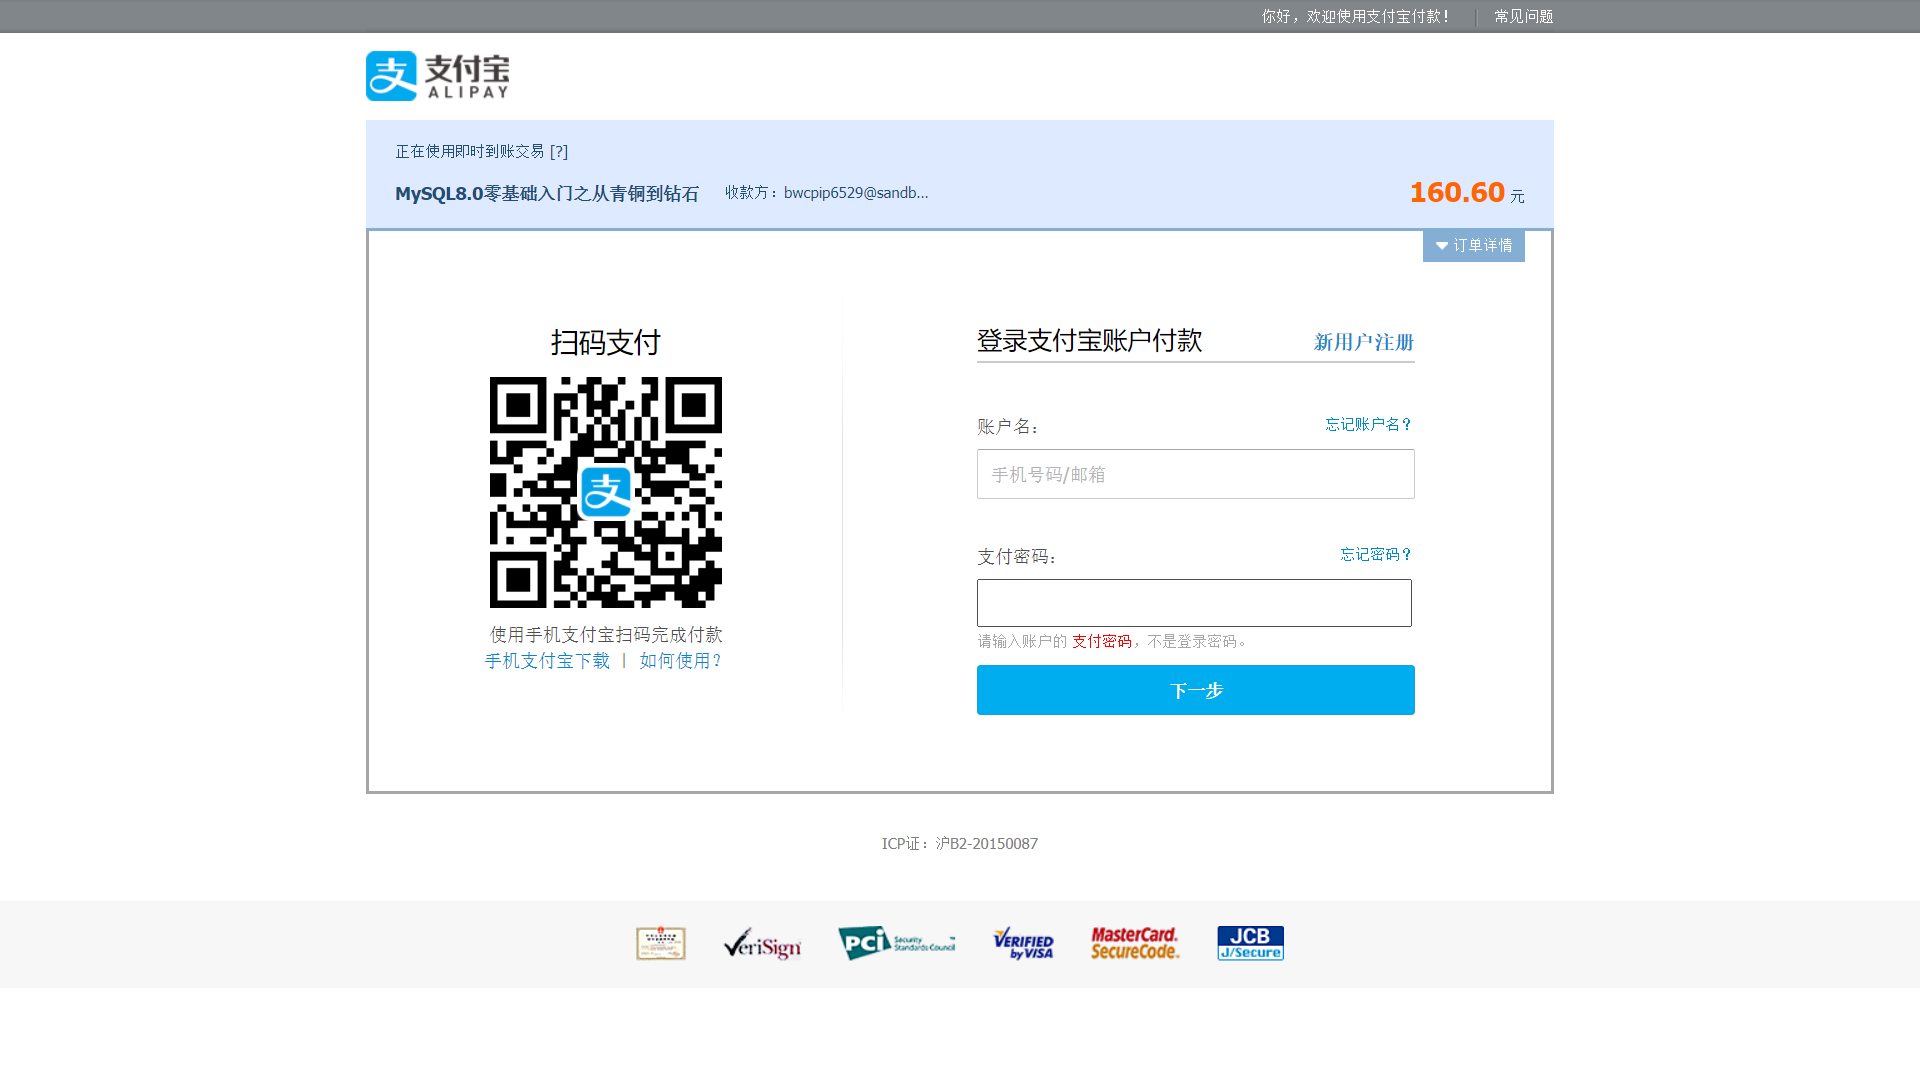 你好，欢迎使用支付宝付款！ 常见问题
支 支付宝
ALIPAY
正在使用即时到账交易 [?]
MySQL8.0零基础入门之从青铜到钻石 收款方：bwcpip6529@sandb... 160.60 元
订单详情
扫码支付
支
使用手机支付宝扫码完成付款
手机支付宝下载 | 如何使用？
登录支付宝账户付款 新用户注册
账户名： 忘记账户名？
手机号码/邮箱
支付密码： 忘记密码？
请输入账户的 支付密码，不是登录密码。
下一步
ICP证：沪B2-20150087
VeriSign PCI Security Standards Council VERIFIED by VISA MasterCard. SecureCode. JCB J/Secure